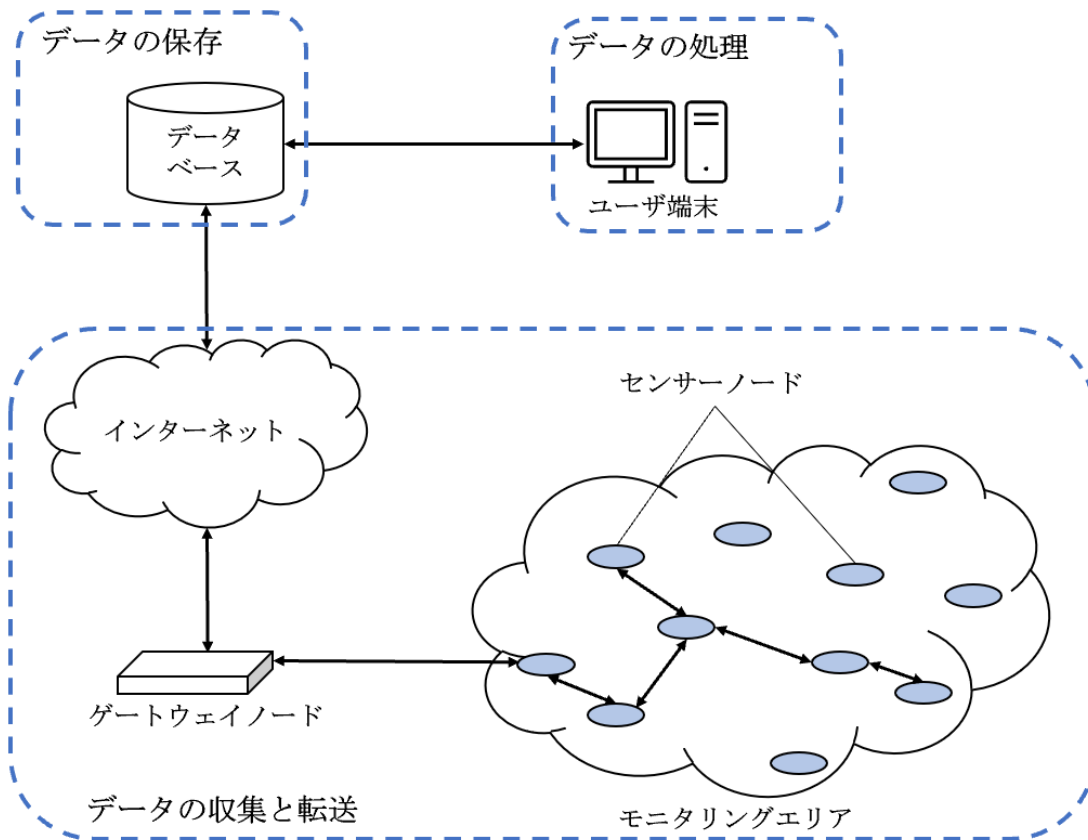 データの保存
データ
ベース
データの処理
ユーザ端末
インターネット
センサーノード
ゲートウェイノード
モニタリングエリア
データの収集と転送